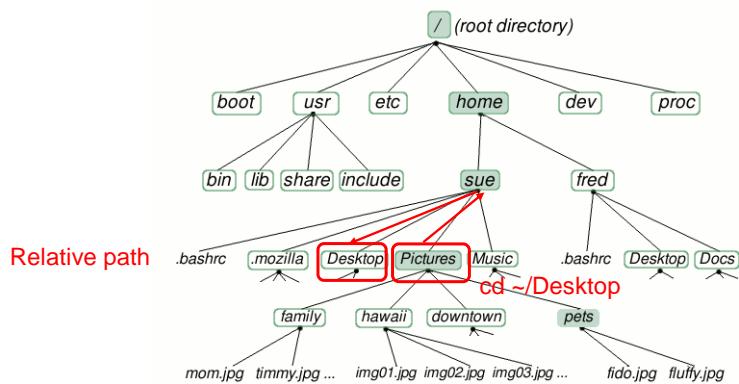 / (root directory)
boot usr etc home dev proc
bin lib share include sue fred
.bashrc .mozilla Desktop Pictures Music .bashrc Desktop Docs
Relative path
cd ~/Desktop
family hawaii downtown pets
mom.jpg timmy.jpg ... img01.jpg img02.jpg img03.jpg ... fido.jpg fluffy.jpg